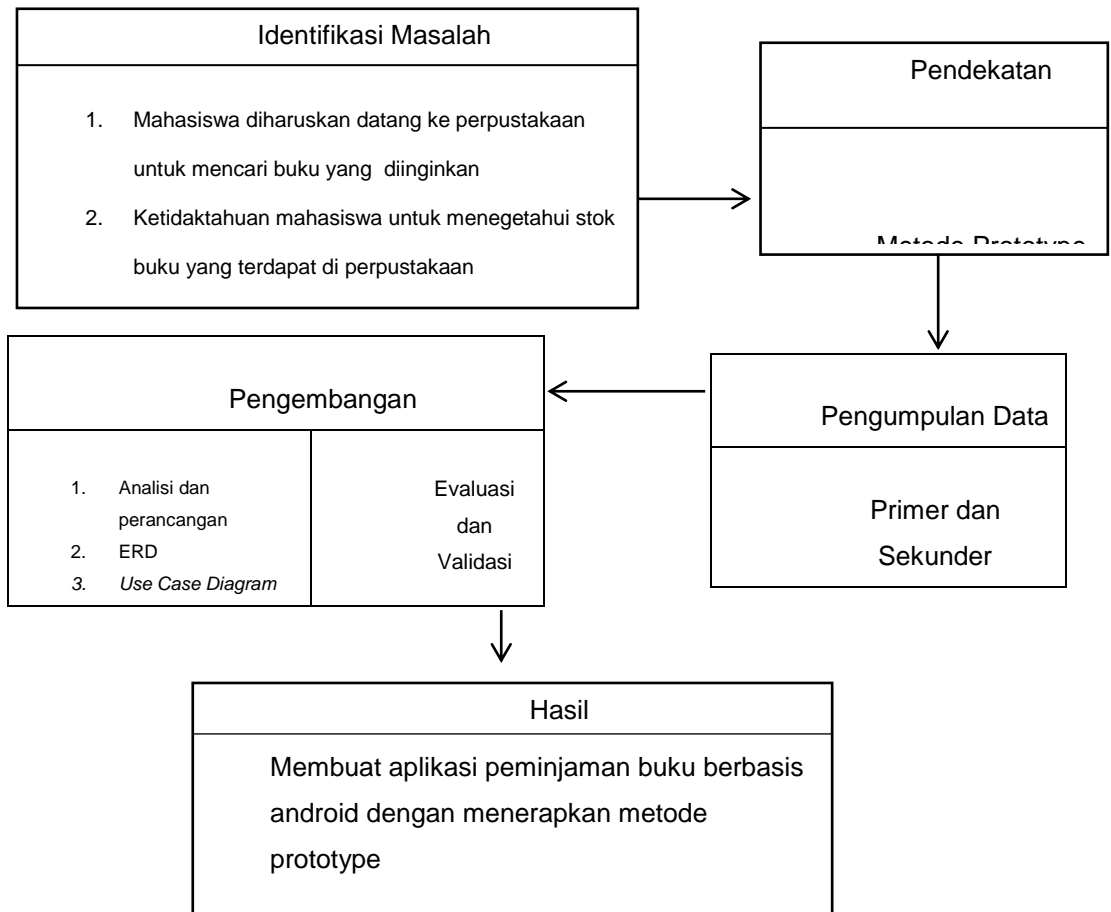 Identifikasi Masalah
1. Mahasiswa diharuskan datang ke perpustakaan
untuk mencari buku yang diinginkan
2. Ketidaktahuan mahasiswa untuk menegetahui stok
buku yang terdapat di perpustakaan
Pendekatan
Metode Prototype
Pengumpulan Data
Primer dan
Sekunder
Pengembangan
1. Analisi dan
perancangan
2. ERD
3. Use Case Diagram
Evaluasi
dan
Validasi
Hasil
Membuat aplikasi peminjaman buku berbasis
android dengan menerapkan metode
prototype